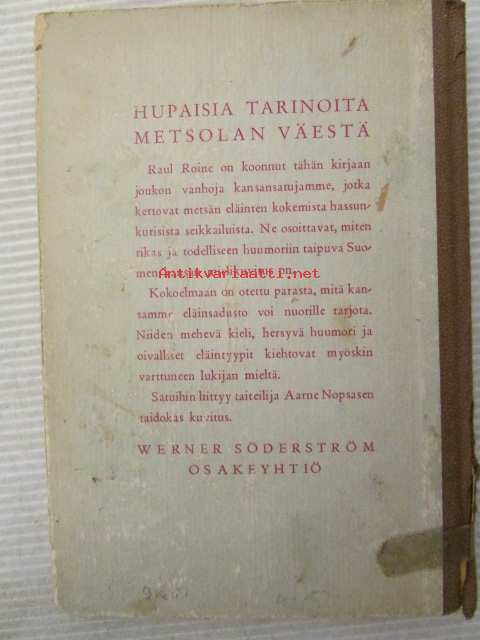 HUPAISIA TARINOITA
METSOLAN VÄESTÄ
Raul Roine on koonnut tähän kirjaan
joukon vanhoja kansansatujamme, jotka
kertovat metsän eläinten kokemista hassun-
kurisista seikkailuista. Ne osoittavat, miten
rikas ja todelliseen huumoriin taipuva Suo-
men on.
Antikvariaatti.net
Kokoelmaan on otettu parasta, mitä kan-
samme eläinsadusto voi nuorille tarjota.
Niiden mehevä kieli, hersyvä huumori ja
oivalliset eläintyypit kiehtovat myöskin
varttuneen lukijan mieltä.
Satuihin liittyy taiteilija Aarne Nopsasen
taidokas kuvitus.
WERNER SÖDERSTRÖM
OSAKEYHTIÖ